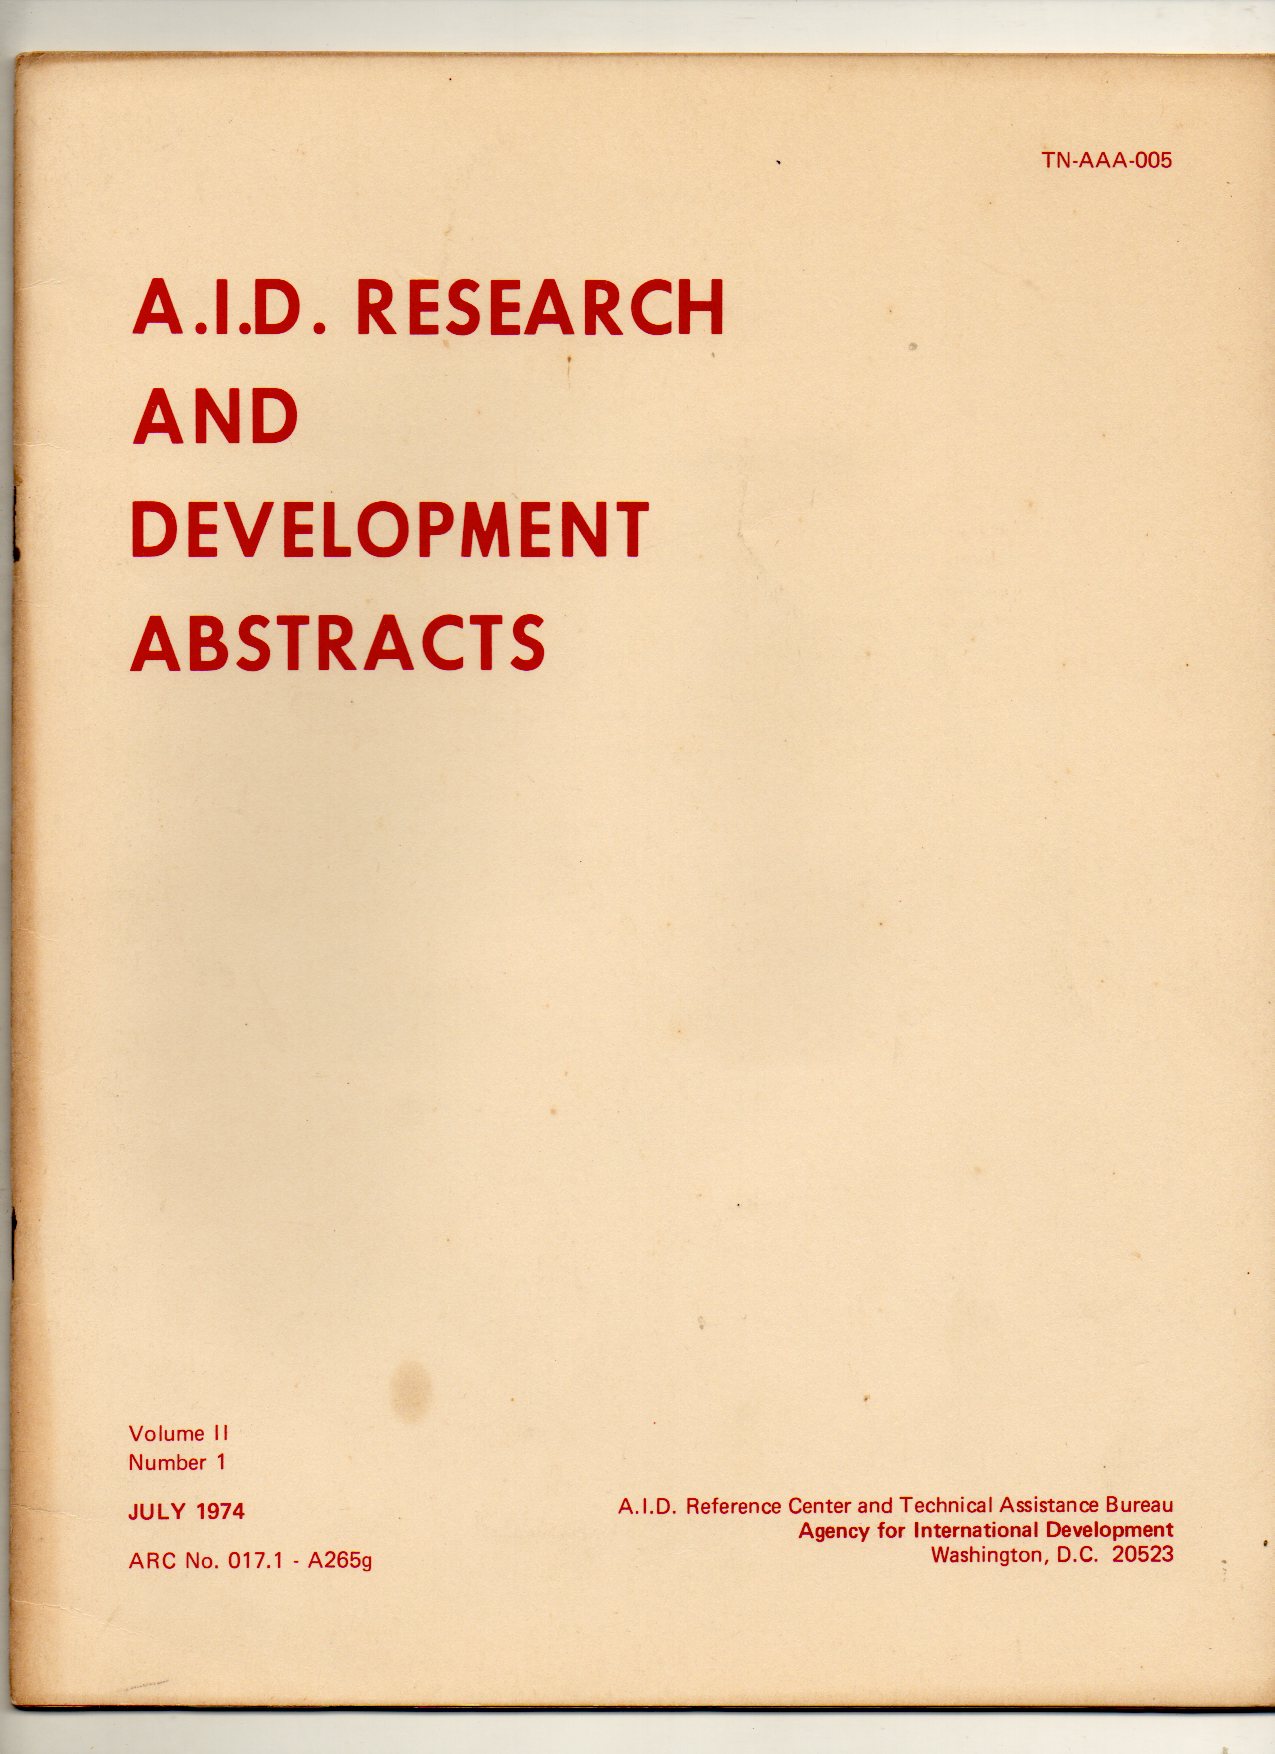 TN-AAA-005
A.I.D. RESEARCH
AND
DEVELOPMENT
ABSTRACTS
Volume II
Number 1
JULY 1974
ARC No. 017.1 - A265g
A.I.D. Reference Center and Technical Assistance Bureau
Agency for International Development
Washington, D.C. 20523